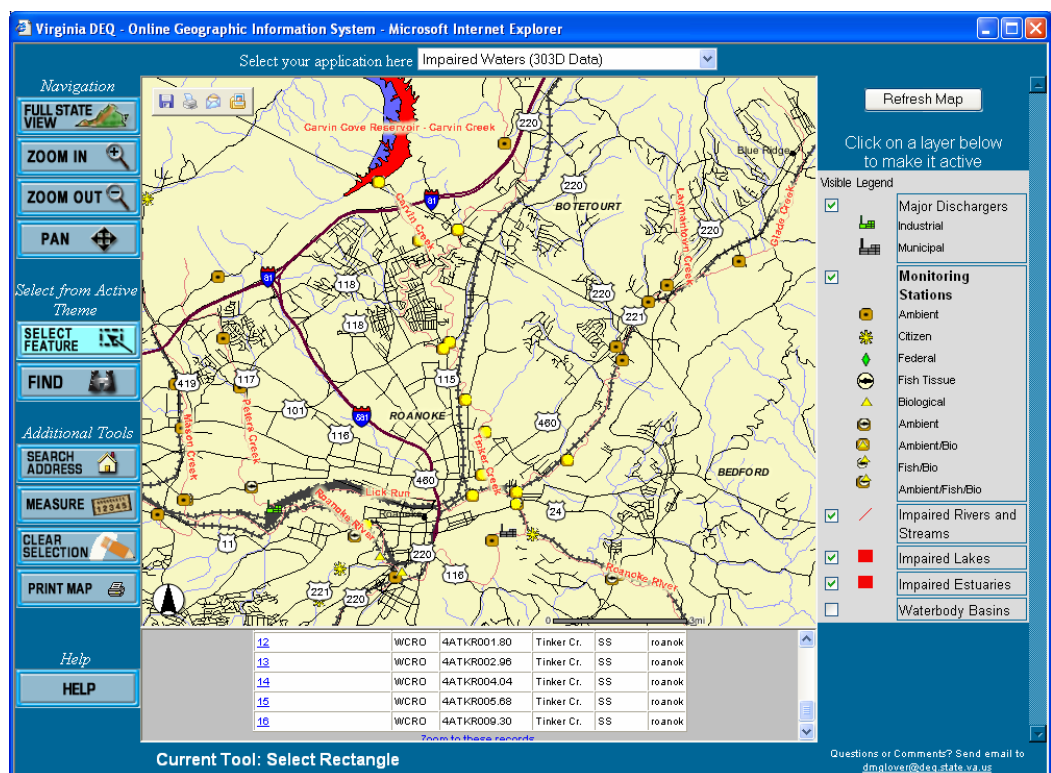 Virginia DEQ - Online Geographic Information System - Microsoft Internet Explorer
Select your application here Impaired Waters (303D Data)
Navigation
FULL STATE
VIEW
ZOOM IN
ZOOM OUT
PAN
Select from Active
Theme
SELECT
FEATURE
FIND
Additional Tools
SEARCH
ADDRESS
MEASURE
12345
CLEAR
SELECTION
PRINT MAP
Help
HELP
Carvin Cove Reservoir - Carvin Creek
220
Blue Ridge
81
220
BOTETOURT
Carvin Creek
Laymantown Creek
Glade Creek
220
81
118
220
118
221
419
117
115
101
581
ROANOKE
116
460
Mason Creek
Peters Creek
Tinker Creek
460
BEDFORD
Lick Run
Roanoke River
Roanoke
24
11
220
116
Roanoke River
221
220
0
3mi
12 WCRO 4ATKR001.80 Tinker Cr. SS roanok
13 WCRO 4ATKR002.96 Tinker Cr. SS roanok
14 WCRO 4ATKR004.04 Tinker Cr. SS roanok
15 WCRO 4ATKR005.68 Tinker Cr. SS roanok
16 WCRO 4ATKR009.30 Tinker Cr. SS roanok
Zoom to these records
Current Tool: Select Rectangle
Refresh Map
Click on a layer below
to make it active
Visible Legend
Major Dischargers
Industrial
Municipal
Monitoring
Stations
Ambient
Citizen
Federal
Fish Tissue
Biological
Ambient
Ambient/Bio
Fish/Bio
Ambient/Fish/Bio
Impaired Rivers and
Streams
Impaired Lakes
Impaired Estuaries
Waterbody Basins
Questions or Comments? Send email to
dmglover@deq.state.va.us